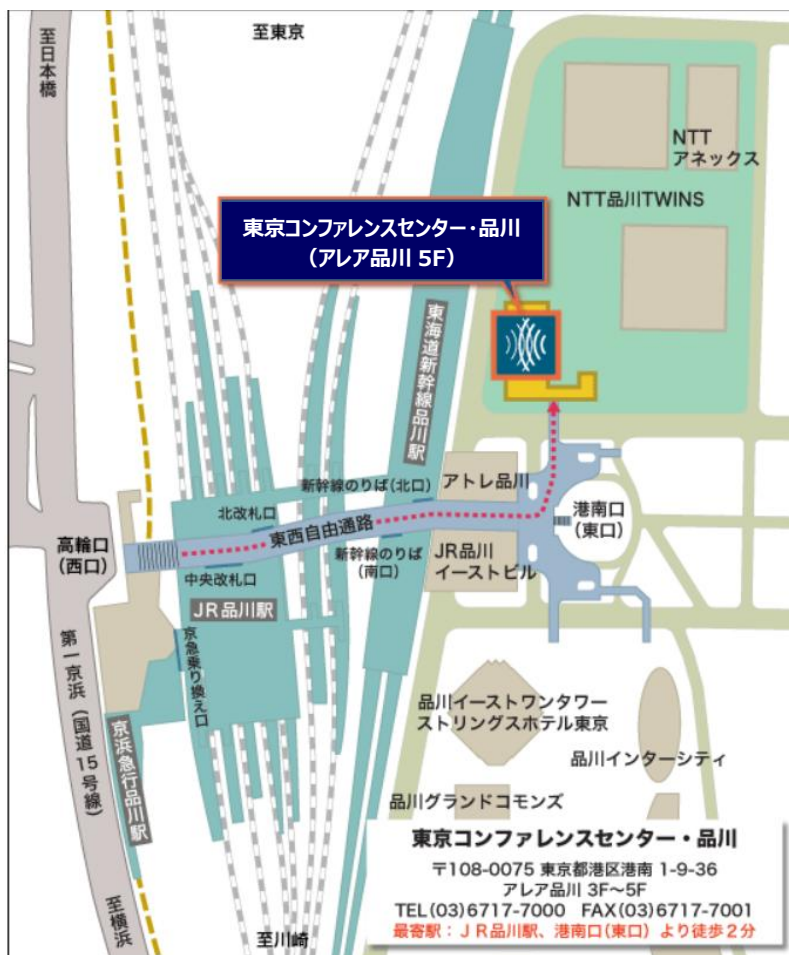 至日本橋
至東京
NTT
アネックス
NTT品川TWINS
東京コンファレンスセンター・品川
(アレア品川 5F)
東海道新幹線品川駅
新幹線のりば(北口)
アトレ品川
北改札口
東西自由通路
港南口
(東口)
高輪口
(西口)
中央改札口
新幹線のりば
(南口)
JR品川
イーストビル
JR品川駅
京急乗り換え口
第一京浜(国道15号線)
京浜急行品川駅
品川イーストワンタワー
ストリングスホテル東京
品川インターシティ
品川グランドコモンズ
至横浜
至川崎
東京コンファレンスセンター・品川
〒108-0075 東京都港区港南 1-9-36
アレア品川 3F〜5F
TEL(03)6717-7000 FAX(03)6717-7001
最寄駅：JR品川駅、港南口(東口)より徒歩2分